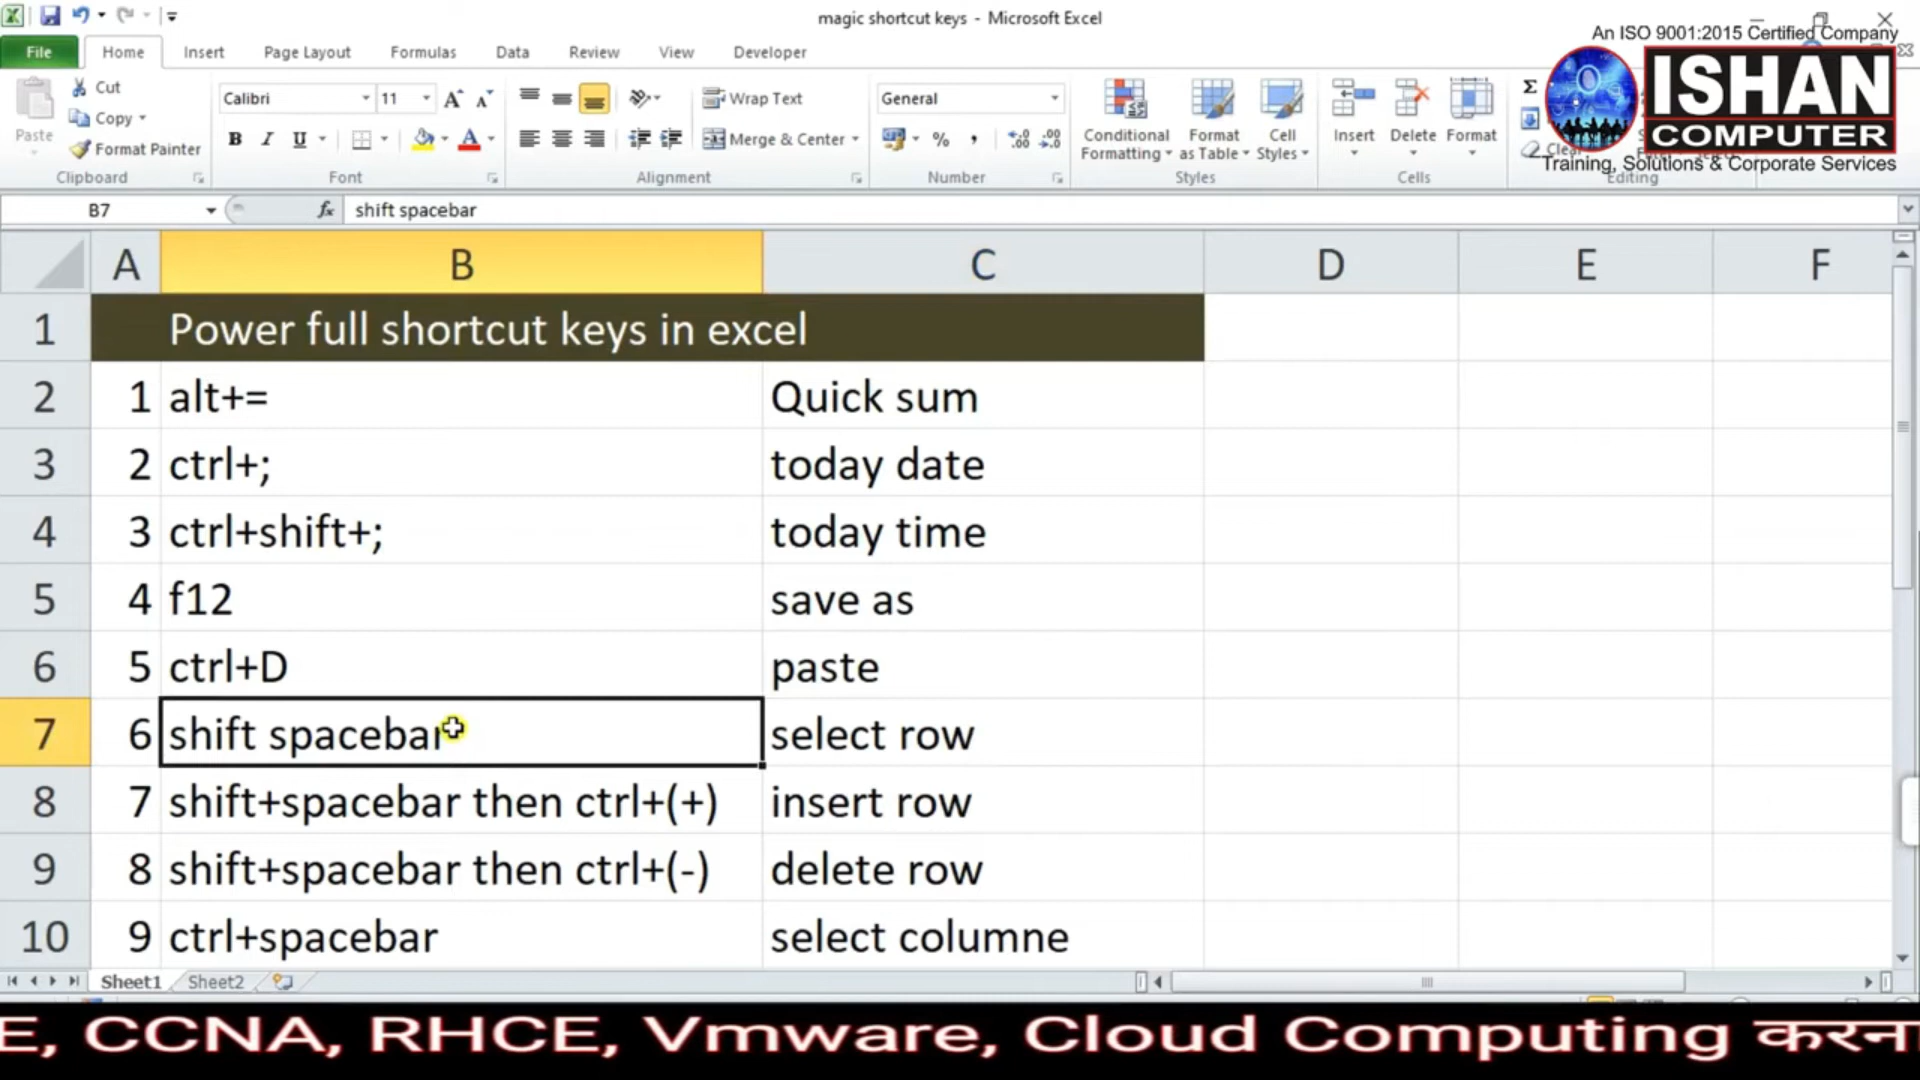 magic shortcut keys - Microsoft Excel
An ISO 9001:2015 Certified Company
File Home Insert Page Layout Formulas Data Review View Developer
ISHAN
COMPUTER
Training, Solutions & Corporate Services
Paste
Cut
Copy
Format Painter
Clipboard
Calibri 11
B I U A
Font
Wrap Text
Merge & Center
Alignment
General
% ,
Number
Conditional Formatting
Format as Table
Cell Styles
Styles
Insert Delete Format
Cells
Σ
Clear
Editing
B7 fx shift spacebar
A B C D E F
1 Power full shortcut keys in excel
2 1 alt+= Quick sum
3 2 ctrl+; today date
4 3 ctrl+shift+; today time
5 4 f12 save as
6 5 ctrl+D paste
7 6 shift spacebar select row
8 7 shift+spacebar then ctrl+(+) insert row
9 8 shift+spacebar then ctrl+(-) delete row
10 9 ctrl+spacebar select columne
Sheet1 Sheet2
E, CCNA, RHCE, Vmware, Cloud Computing करना